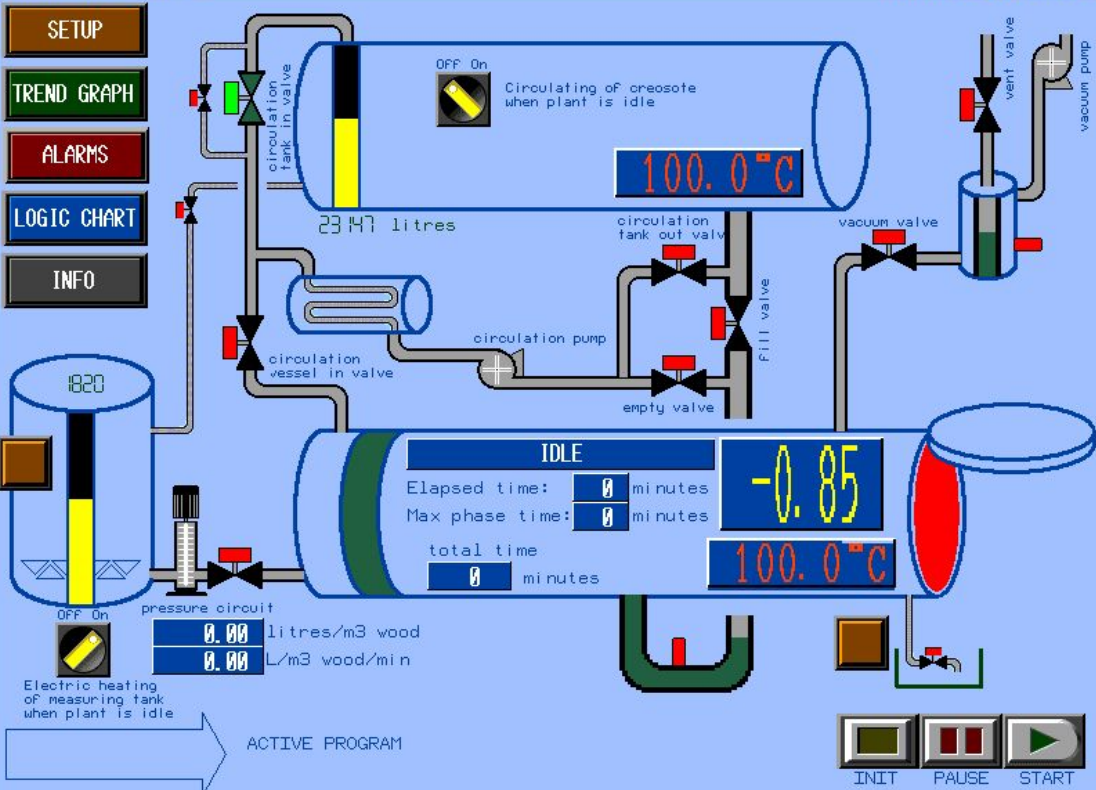 SETUP
TREND GRAPH
ALARMS
LOGIC CHART
INFO
circulation
tank in valve
Off On
Circulating of creosote
when plant is idle
100.0°C
23147 litres
vent valve
vacuum pump
circulation
tank out valv
vacuum valve
fill valve
circulation pump
circulation
vessel in valve
empty valve
1820
IDLE
Elapsed time: 0 minutes
Max phase time: 0 minutes
total time
0 minutes
-0.85
100.0°C
pressure circuit
0.00 litres/m3 wood
0.00 L/m3 wood/min
Off On
Electric heating
of measuring tank
when plant is idle
ACTIVE PROGRAM
INIT
PAUSE
START